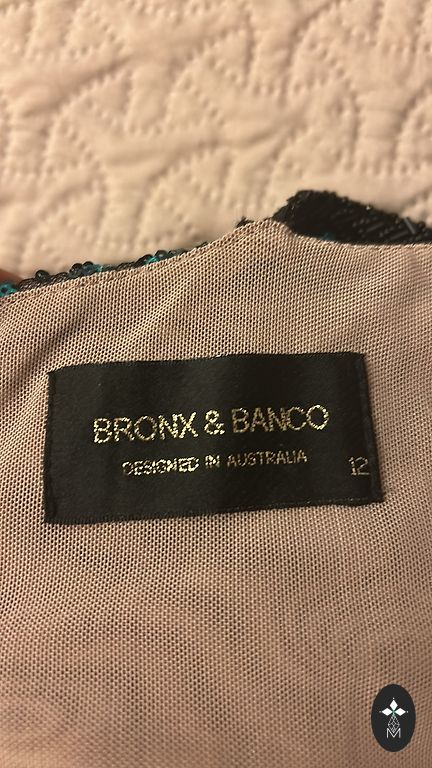 BRONX & BANCO
DESIGNED IN AUSTRALIA
12
M